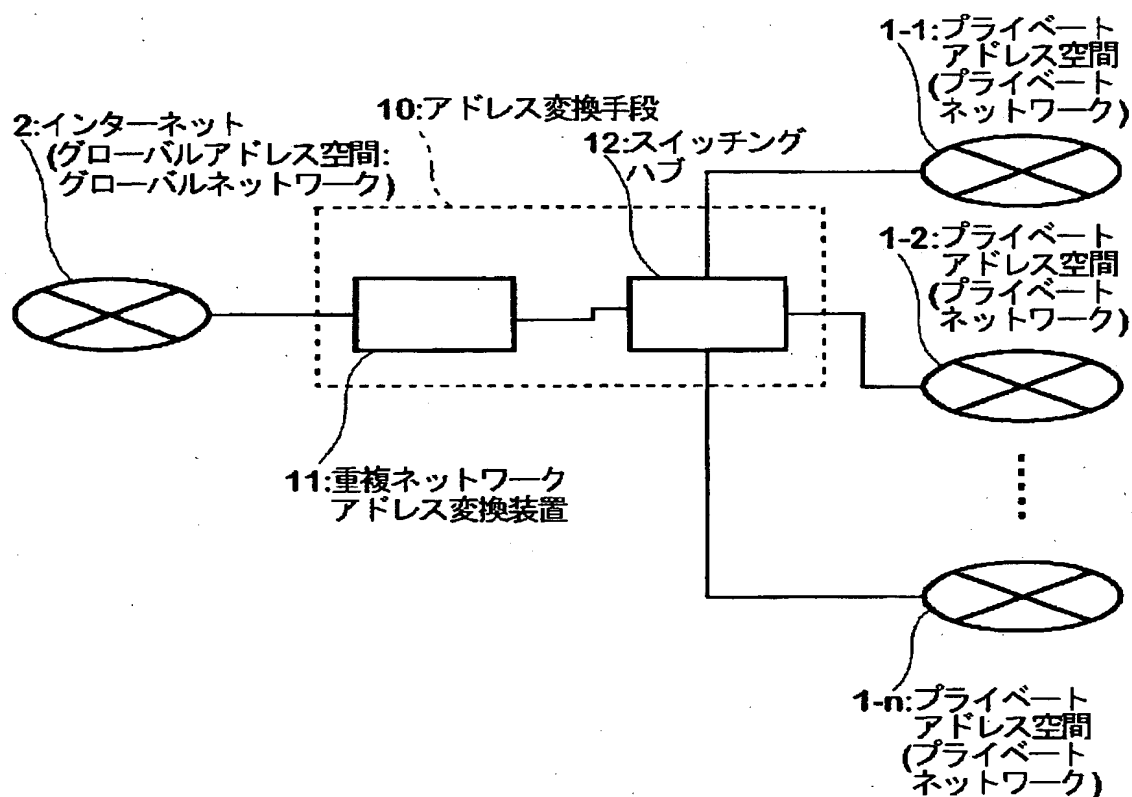 1-1:プライベート
アドレス空間
(プライベート
ネットワーク)
10:アドレス変換手段
2:インターネット
(グローバルアドレス空間:
グローバルネットワーク)
12:スイッチング
ハブ
1-2:プライベート
アドレス空間
(プライベート
ネットワーク)
11:重複ネットワーク
アドレス変換装置
1-n:プライベート
アドレス空間
(プライベート
ネットワーク)